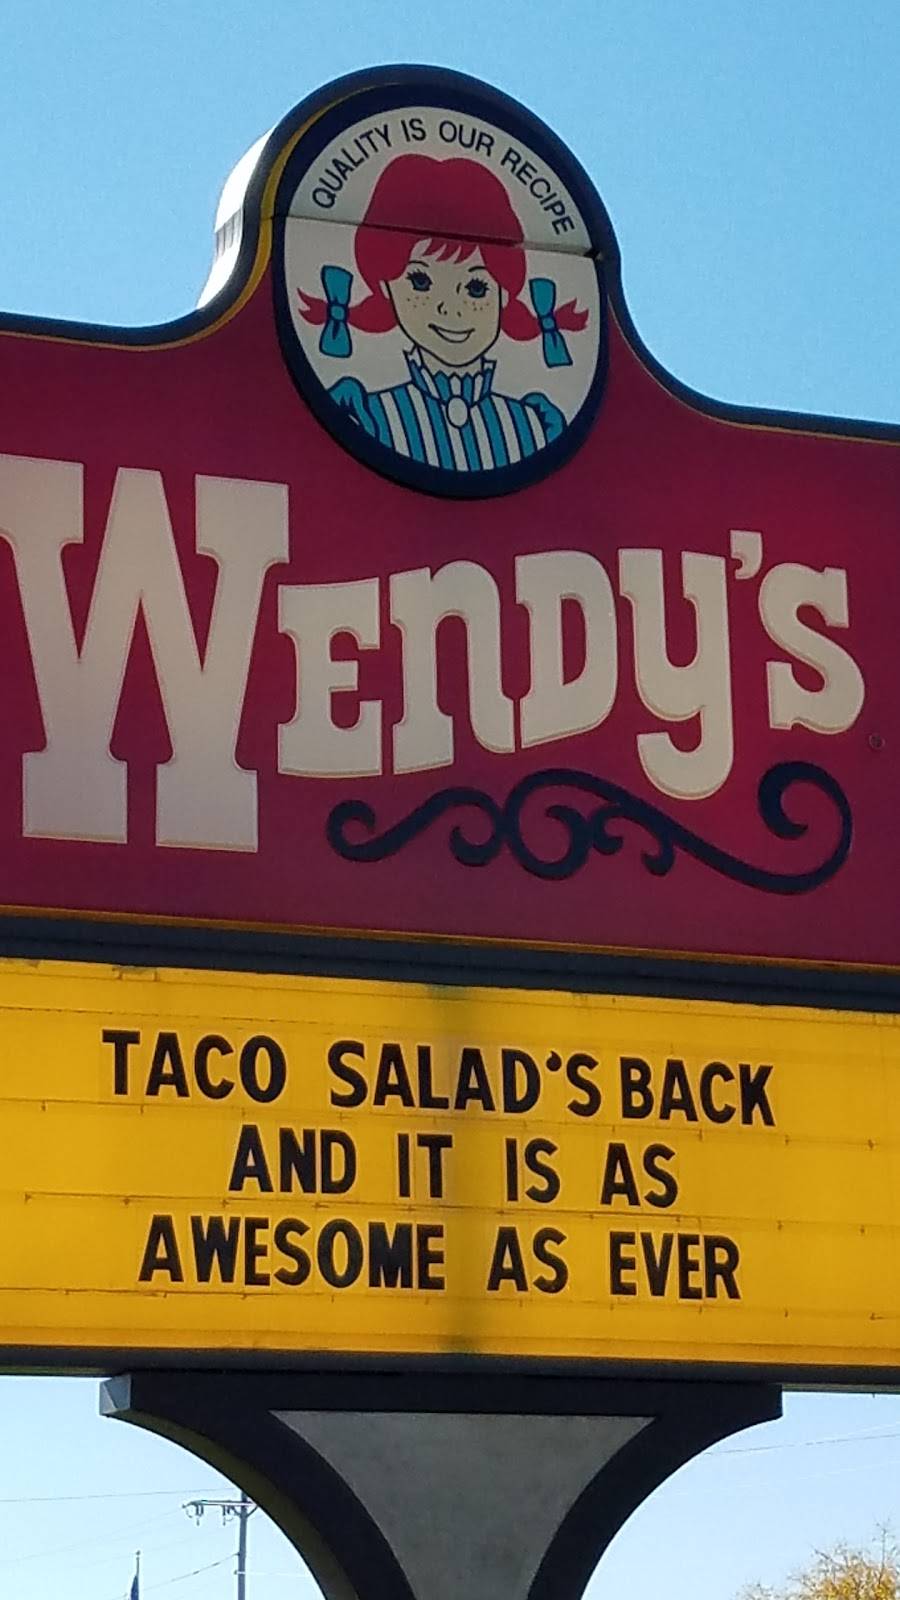 QUALITY IS OUR RECIPE
WENDY'S
TACO SALAD'S BACK
AND IT IS AS
AWESOME AS EVER